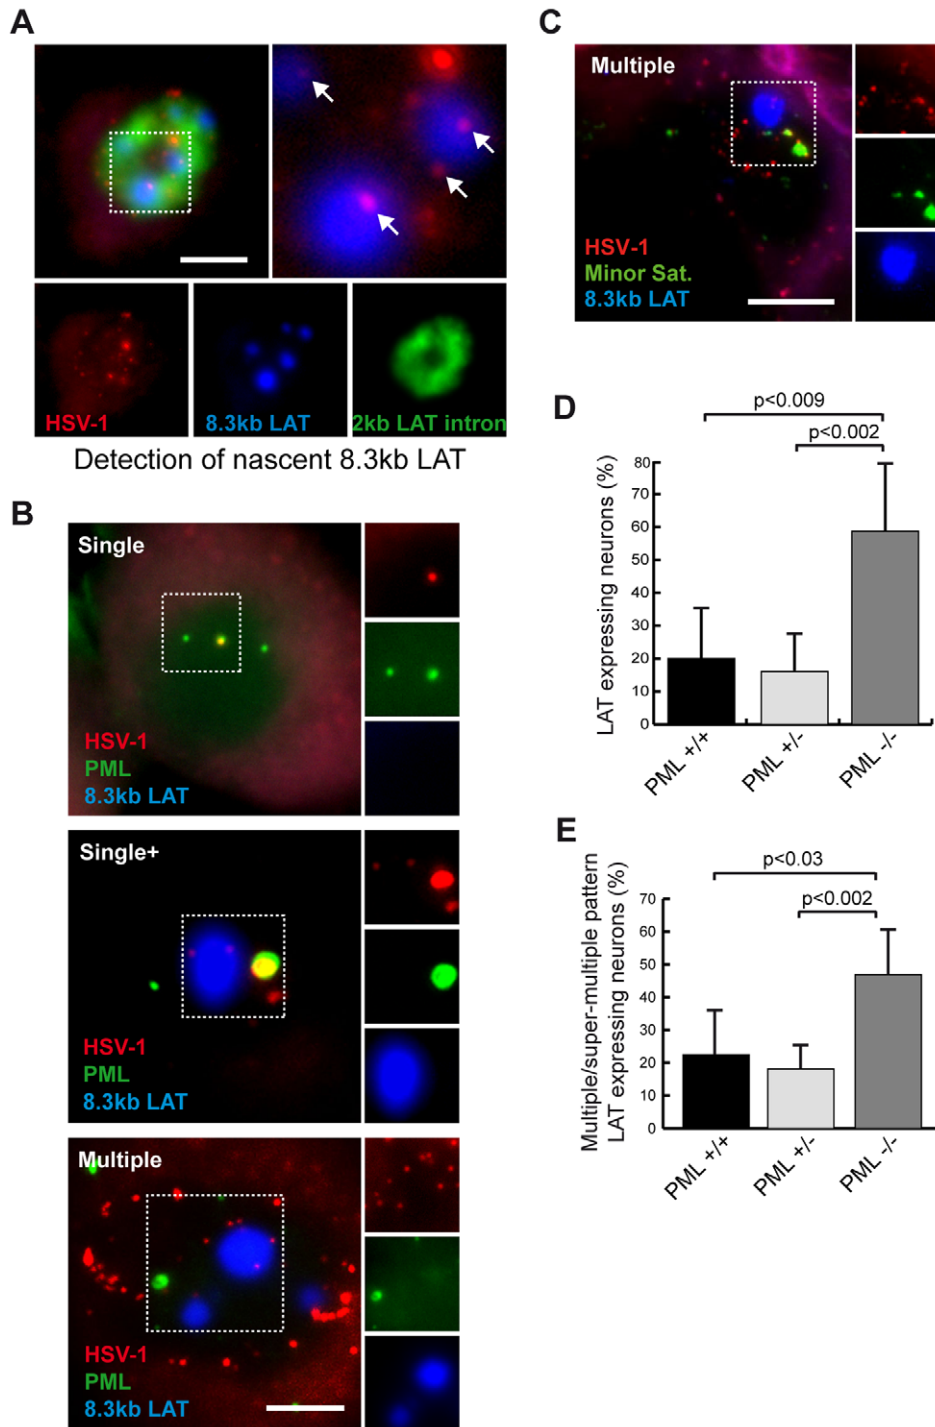 A
HSV-1
8.3kb LAT
2kb LAT intron
Detection of nascent 8.3kb LAT
B
Single
HSV-1
PML
8.3kb LAT
Single+
HSV-1
PML
8.3kb LAT
Multiple
HSV-1
PML
8.3kb LAT
C
Multiple
HSV-1
Minor Sat.
8.3kb LAT
D
p<0.009
p<0.002
LAT expressing neurons (%)
80
70
60
50
40
30
20
10
0
PML +/+
PML +/-
PML -/-
E
p<0.03
p<0.002
Multiple/super-multiple pattern
LAT expressing neurons (%)
70
60
50
40
30
20
10
0
PML +/+
PML +/-
PML -/-